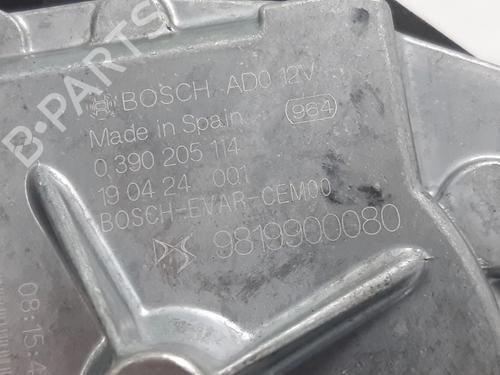 BOSCH AD0 12V
Made in Spain 964
0 390 205 114
19 04 24 001
BOSCH-EVAR-CEM00
9819900080
08:15:4
B-PARTS